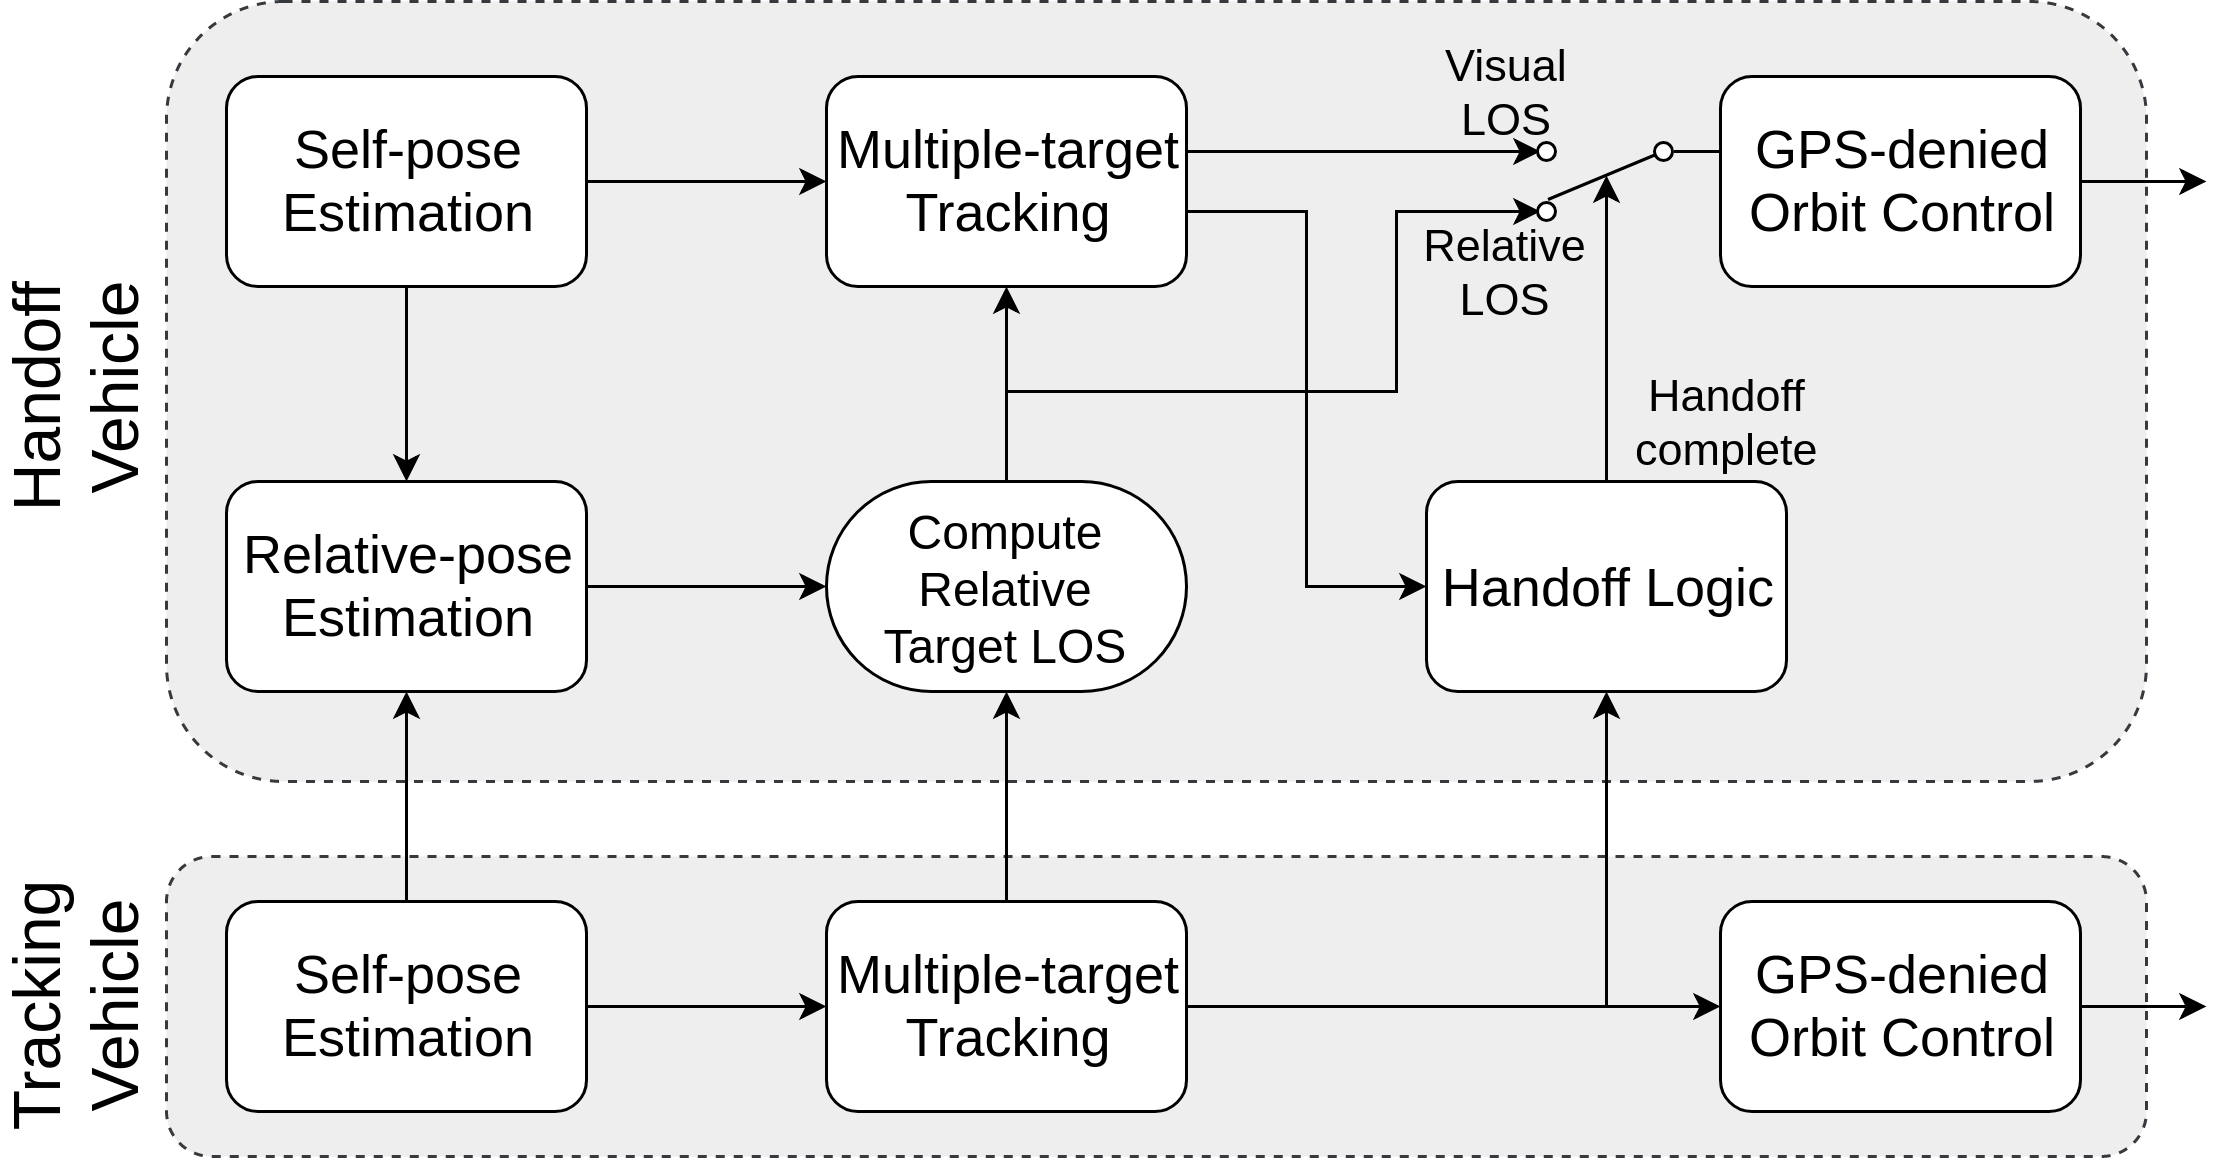 Handoff
Vehicle
Self-pose
Estimation
Multiple-target
Tracking
Visual
LOS
GPS-denied
Orbit Control
Relative
LOS
Handoff
complete
Relative-pose
Estimation
Compute
Relative
Target LOS
Handoff Logic
Tracking
Vehicle
Self-pose
Estimation
Multiple-target
Tracking
GPS-denied
Orbit Control